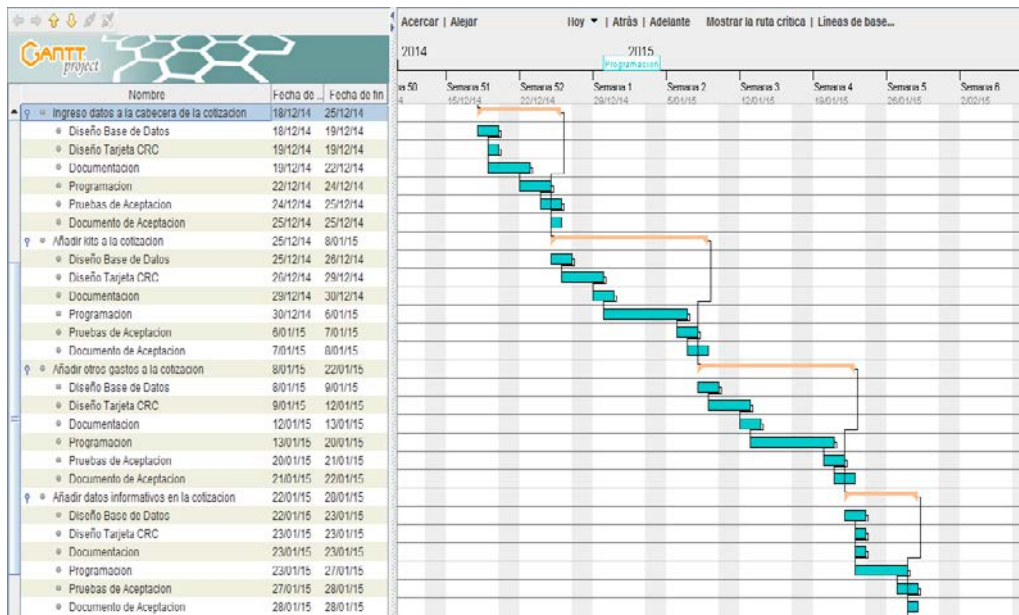 Acercar | Alejar Hoy | Atrás | Adelante Mostrar la ruta crítica | Líneas de base...
GANTT project
2014 2015
Programacion
Nombre Fecha de ... Fecha de fin
na 50 Semana 51 Semana 52 Semana 1 Semana 2 Semana 3 Semana 4 Semana 5 Semana 6
4 15/12/14 22/12/14 29/12/14 5/01/15 12/01/15 19/01/15 26/01/15 2/02/15
Ingreso datos a la cabecera de la cotizacion 18/12/14 25/12/14
Diseño Base de Datos 18/12/14 19/12/14
Diseño Tarjeta CRC 19/12/14 19/12/14
Documentacion 19/12/14 22/12/14
Programacion 22/12/14 24/12/14
Pruebas de Aceptacion 24/12/14 25/12/14
Documento de Aceptacion 25/12/14 25/12/14
Añadir kits a la cotizacion 25/12/14 8/01/15
Diseño Base de Datos 25/12/14 26/12/14
Diseño Tarjeta CRC 26/12/14 29/12/14
Documentacion 29/12/14 30/12/14
Programacion 30/12/14 6/01/15
Pruebas de Aceptacion 6/01/15 7/01/15
Documento de Aceptacion 7/01/15 8/01/15
Añadir otros gastos a la cotizacion 8/01/15 22/01/15
Diseño Base de Datos 8/01/15 9/01/15
Diseño Tarjeta CRC 9/01/15 12/01/15
Documentacion 12/01/15 13/01/15
Programacion 13/01/15 20/01/15
Pruebas de Aceptacion 20/01/15 21/01/15
Documento de Aceptacion 21/01/15 22/01/15
Añadir datos informativos en la cotizacion 22/01/15 28/01/15
Diseño Base de Datos 22/01/15 23/01/15
Diseño Tarjeta CRC 23/01/15 23/01/15
Documentacion 23/01/15 23/01/15
Programacion 23/01/15 27/01/15
Pruebas de Aceptacion 27/01/15 28/01/15
Documento de Aceptacion 28/01/15 28/01/15